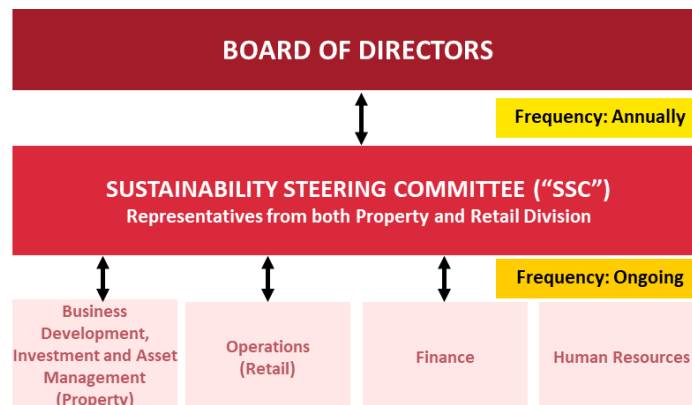 BOARD OF DIRECTORS
Frequency: Annually
SUSTAINABILITY STEERING COMMITTEE (“SSC”)
Representatives from both Property and Retail Division
Frequency: Ongoing
Business
Development,
Investment and Asset
Management
(Property)
Operations
(Retail)
Finance
Human Resources